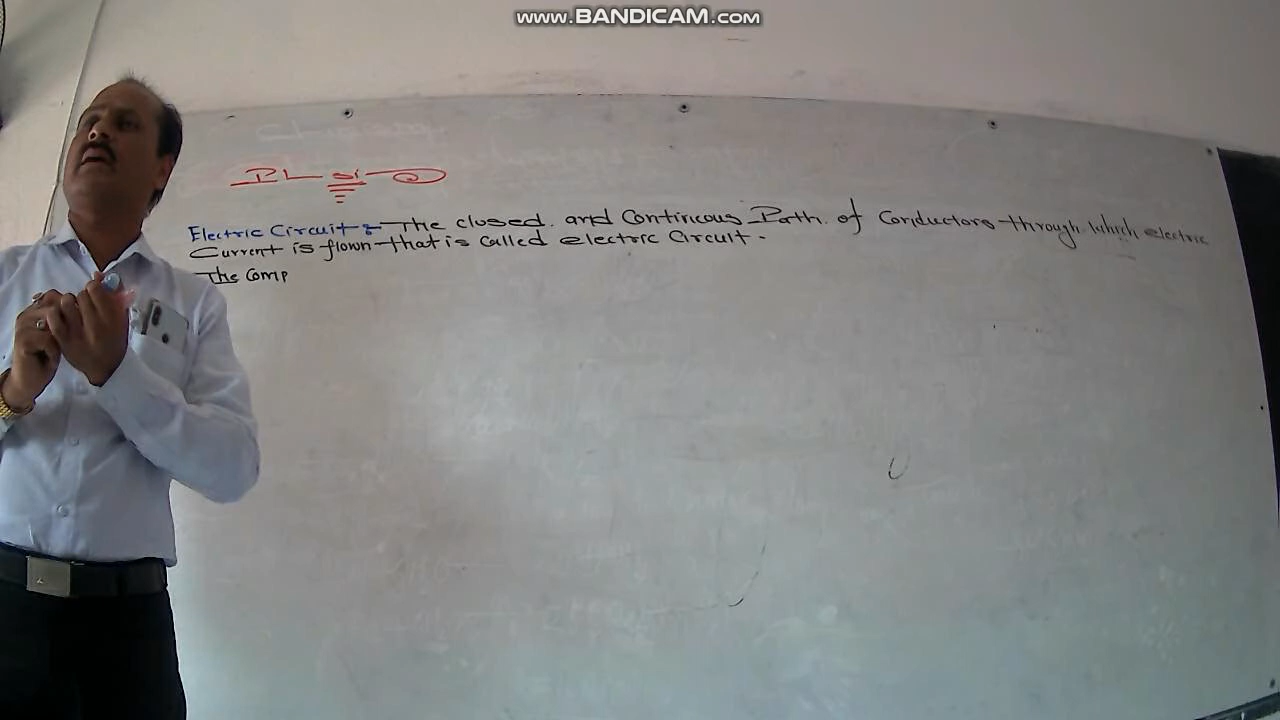 www.BANDICAM.com
Electric Circuit:- The closed and Continous Path of Conductors through which electric
Current is flown that is Called electric Circuit.
The Comp